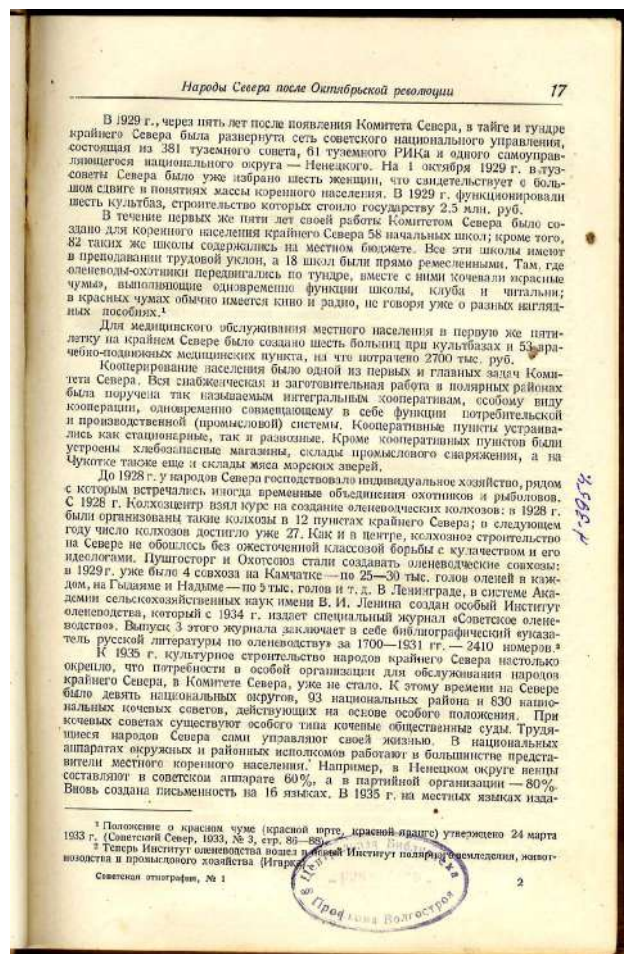 Народы Севера после Октябрьской революции 17
В 1929 г., через пять лет после появления Комитета Севера, в тайге и тундре
крайнего Севера была развернута сеть советского национального управления,
состоящая из 381 туземного совета, 61 туземного РИКа и одного самоуправ-
ляющегося национального округа — Ненецкого. На 1 октября 1929 г. в туз-
советы Севера было уже избрано шесть женщин, что свидетельствует о боль-
шом сдвиге в понятиях массы коренного населения. В 1929 г. функционировали
шесть культбаз, строительство которых стоило государству 2.5 млн. руб.
В течение первых же пяти лет своей работы Комитетом Севера было со-
здано для коренного населения крайнего Севера 58 начальных школ; кроме того,
82 таких же школы содержались на местном бюджете. Все эти школы имеют
в преподавании трудовой уклон, а 18 школ были прямо ремесленными. Там, где
оленеводы-охотники передвигались по тундре, вместе с ними кочевали «красные
чумы», выполняющие одновременно функции школы, клуба и читальни;
в красных чумах обычно имеется кино и радио, не говоря уже о разных нагляд-
ных пособиях.¹
Для медицинского обслуживания местного населения в первую же пяти-
летку на крайнем Севере было создано шесть больниц при культбазах и 53 вра-
чебно-подвижных медицинских пункта, на что потрачено 2700 тыс. руб.
Кооперирование населения было одной из первых и главных задач Коми-
тета Севера. Вся снабженческая и заготовительная работа в полярных районах
была поручена так называемым интегральным кооперативам, особому виду
кооперации, одновременно совмещающему в себе функции потребительской
и производственной (промысловой) системы. Кооперативные пункты устраива-
лись как стационарные, так и развозные. Кроме кооперативных пунктов были
устроены хлебозапасные магазины, склады промыслового снаряжения, а на
Чукотке также еще и склады мяса морских зверей.
До 1928 г. у народов Севера господствовало индивидуальное хозяйство, рядом
с которым встречались иногда временные объединения охотников и рыболовов.
С 1928 г. Колхозцентр взял курс на создание оленеводческих колхозов: в 1928 г.
были организованы такие колхозы в 12 пунктах крайнего Севера; в следующем
году число колхозов достигло уже 27. Как и в центре, колхозное строительство
на Севере не обошлось без ожесточенной классовой борьбы с кулачеством и его
идеологами. Пушгосторг и Охотсоюз стали создавать оленеводческие совхозы:
в 1929 г. уже было 4 совхоза на Камчатке — по 25—30 тыс. голов оленей в каж-
дом, на Гыдаяме и Надыме — по 5 тыс. голов и т. д. В Ленинграде, в системе Ака-
демии сельскохозяйственных наук имени В. И. Ленина создан особый Институт
оленеводства, который с 1934 г. издает специальный журнал «Советское олене-
водство». Выпуск 3 этого журнала заключает в себе библиографический «указа-
тель русской литературы по оленеводству» за 1700—1931 гг. — 2410 номеров.²
К 1935 г. культурное строительство народов крайнего Севера настолько
окрепло, что потребности в особой организации для обслуживания народов
крайнего Севера, в Комитете Севера, уже не стало. К этому времени на Севере
было девять национальных округов, 93 национальных района и 830 нацио-
нальных кочевых советов, действующих на основе особого положения. При
кочевых советах существуют особого типа кочевые общественные суды. Трудя-
щиеся народов Севера сами управляют своей жизнью. В национальных
аппаратах окружных и районных исполкомов работают в большинстве предста-
вители местного коренного населения. Например, в Ненецком округе ненцы
составляют в советском аппарате 60%, а в партийной организации — 80%.
Вновь создана письменность на 16 языках. В 1935 г. на местных языках изда-
¹ Положение о красном чуме (красной юрте, красной яранге) утверждено 24 марта
1933 г. (Советский Север, 1933, № 3, стр. 86—88).
² Теперь Институт оленеводства вошел в новый Институт полярного земледелия, живот-
новодства и промыслового хозяйства (Игарка).
Советская этнография, № 1 2
Центральная Библиотека
Профкома Волгострой